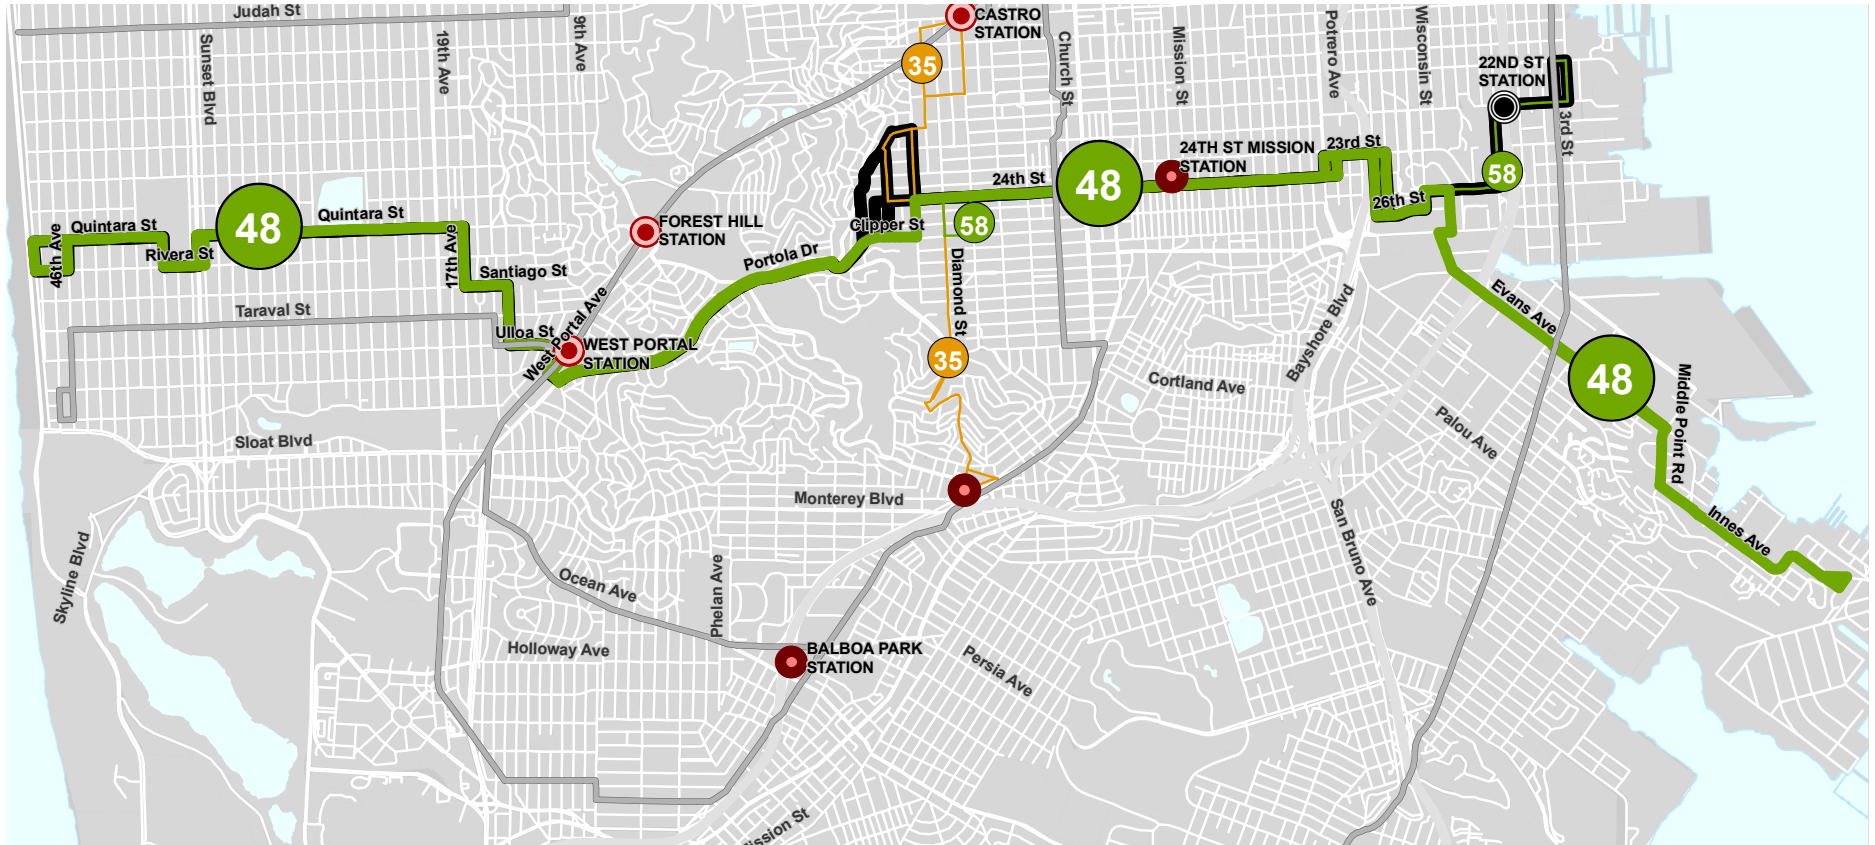 Judah St
CASTRO
STATION
Sunset Blvd
19th Ave
9th Ave
35
Church St
Mission St
Potrero Ave
Wisconsin St
22ND ST
STATION
3rd St
24TH ST MISSION
STATION
23rd St
58
24th St
48
26th St
Quintara St
48
Quintara St
Clipper St
58
46th Ave
Rivera St
17th Ave
Santiago St
FOREST HILL
STATION
Portola Dr
Diamond St
Taraval St
Ulloa St
West Portal Ave
WEST PORTAL
STATION
35
Cortland Ave
Bayshore Blvd
Evans Ave
48
Middle Point Rd
Palou Ave
Sloat Blvd
Monterey Blvd
Innes Ave
San Bruno Ave
Skyline Blvd
Ocean Ave
Phelan Ave
Holloway Ave
BALBOA PARK
STATION
Persia Ave
ission St